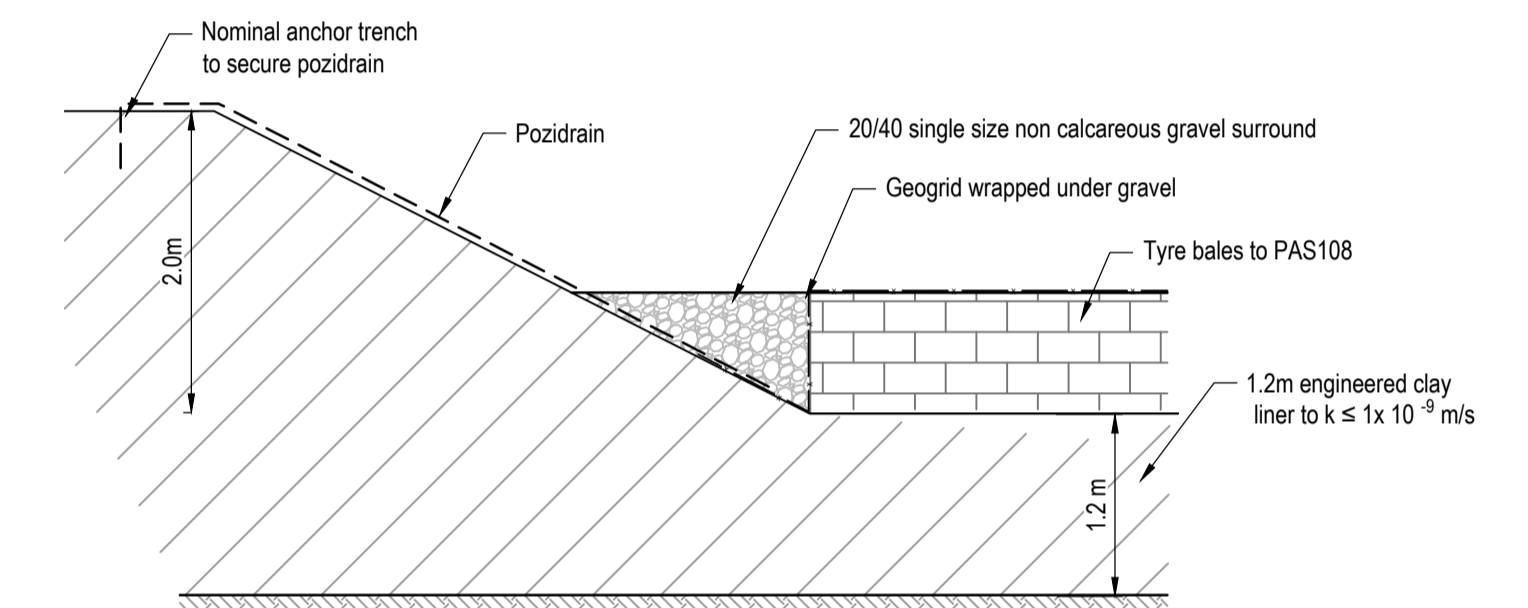 Nominal anchor trench
to secure pozidrain
Pozidrain
20/40 single size non calcareous gravel surround
Geogrid wrapped under gravel
Tyre bales to PAS108
2.0m
1.2m engineered clay
liner to k ≤ 1x 10 -9 m/s
1.2 m